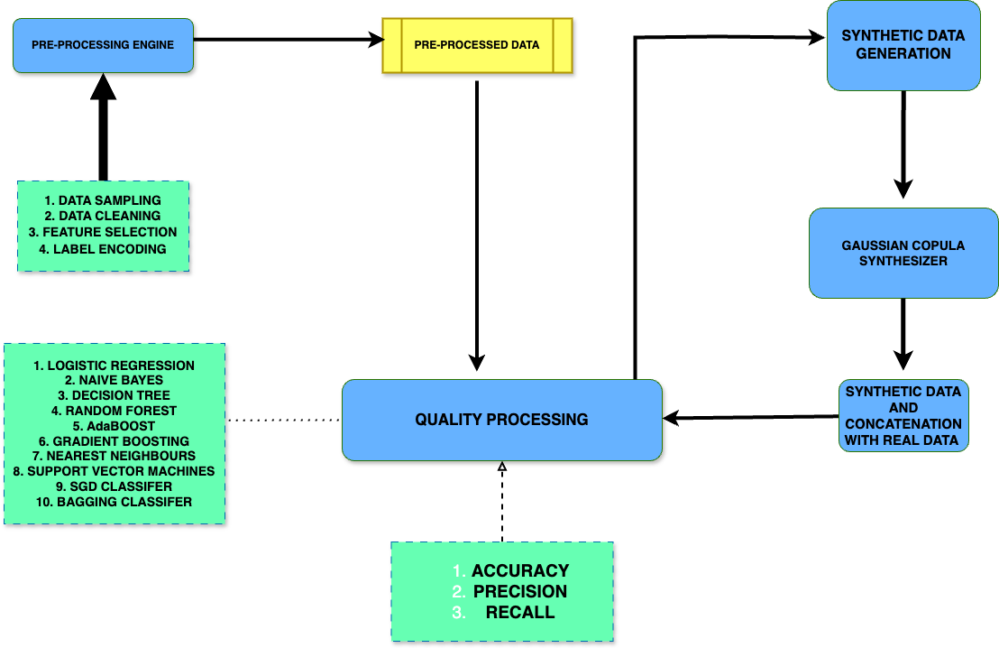 PRE-PROCESSING ENGINE
PRE-PROCESSED DATA
SYNTHETIC DATA
GENERATION
1. DATA SAMPLING
2. DATA CLEANING
3. FEATURE SELECTION
4. LABEL ENCODING
GAUSSIAN COPULA
SYNTHESIZER
1. LOGISTIC REGRESSION
2. NAIVE BAYES
3. DECISION TREE
4. RANDOM FOREST
5. AdaBOOST
6. GRADIENT BOOSTING
7. NEAREST NEIGHBOURS
8. SUPPORT VECTOR MACHINES
9. SGD CLASSIFER
10. BAGGING CLASSIFER
QUALITY PROCESSING
SYNTHETIC DATA
AND
CONCATENATION
WITH REAL DATA
1. ACCURACY
2. PRECISION
3. RECALL